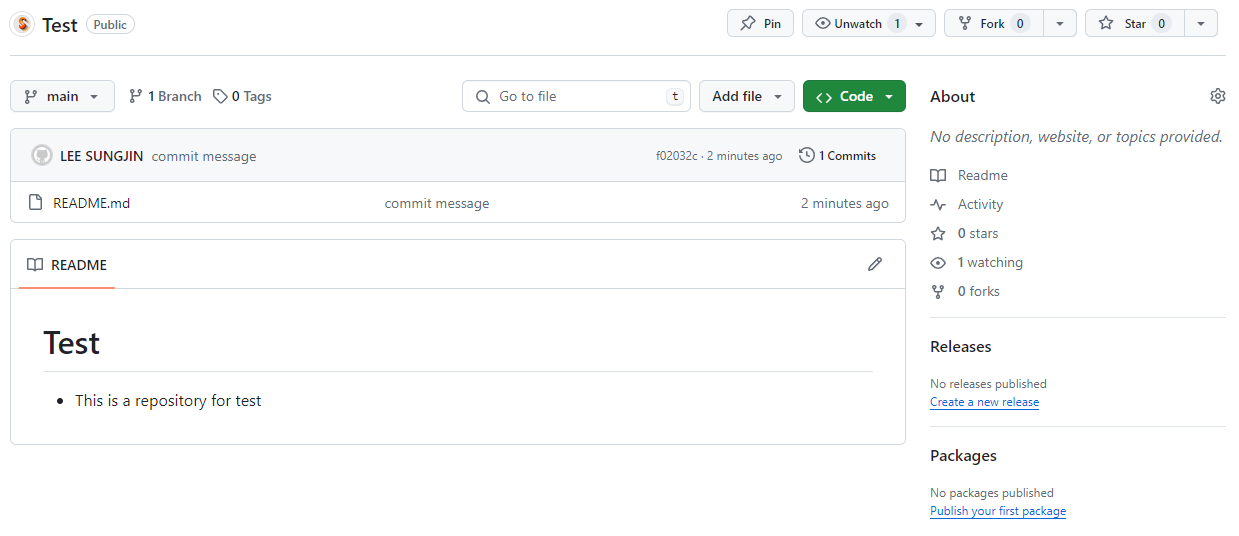 Test Public Pin Unwatch 1 Fork 0 Star 0
main 1 Branch 0 Tags Go to file t Add file Code
LEE SUNGJIN commit message f02032c · 2 minutes ago 1 Commits
README.md commit message 2 minutes ago
README
Test
This is a repository for test
About
No description, website, or topics provided.
Readme
Activity
0 stars
1 watching
0 forks
Releases
No releases published
Create a new release
Packages
No packages published
Publish your first package